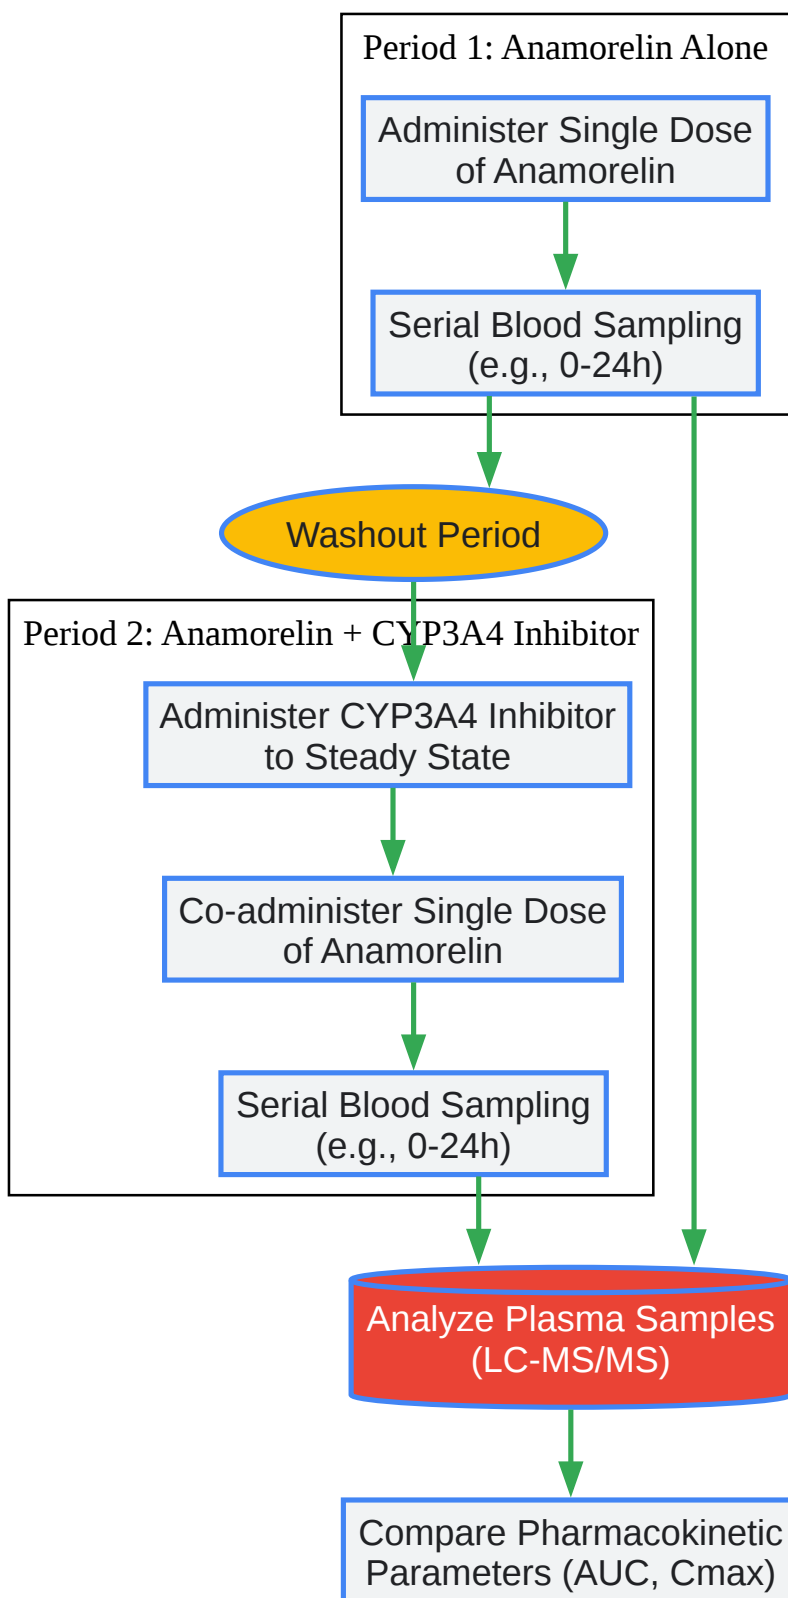 Period 1: Anamorelin Alone
Administer Single Dose
of Anamorelin
Serial Blood Sampling
(e.g., 0-24h)
Washout Period
Period 2: Anamorelin + CYP3A4 Inhibitor
Administer CYP3A4 Inhibitor
to Steady State
Co-administer Single Dose
of Anamorelin
Serial Blood Sampling
(e.g., 0-24h)
Analyze Plasma Samples
(LC-MS/MS)
Compare Pharmacokinetic
Parameters (AUC, Cmax)